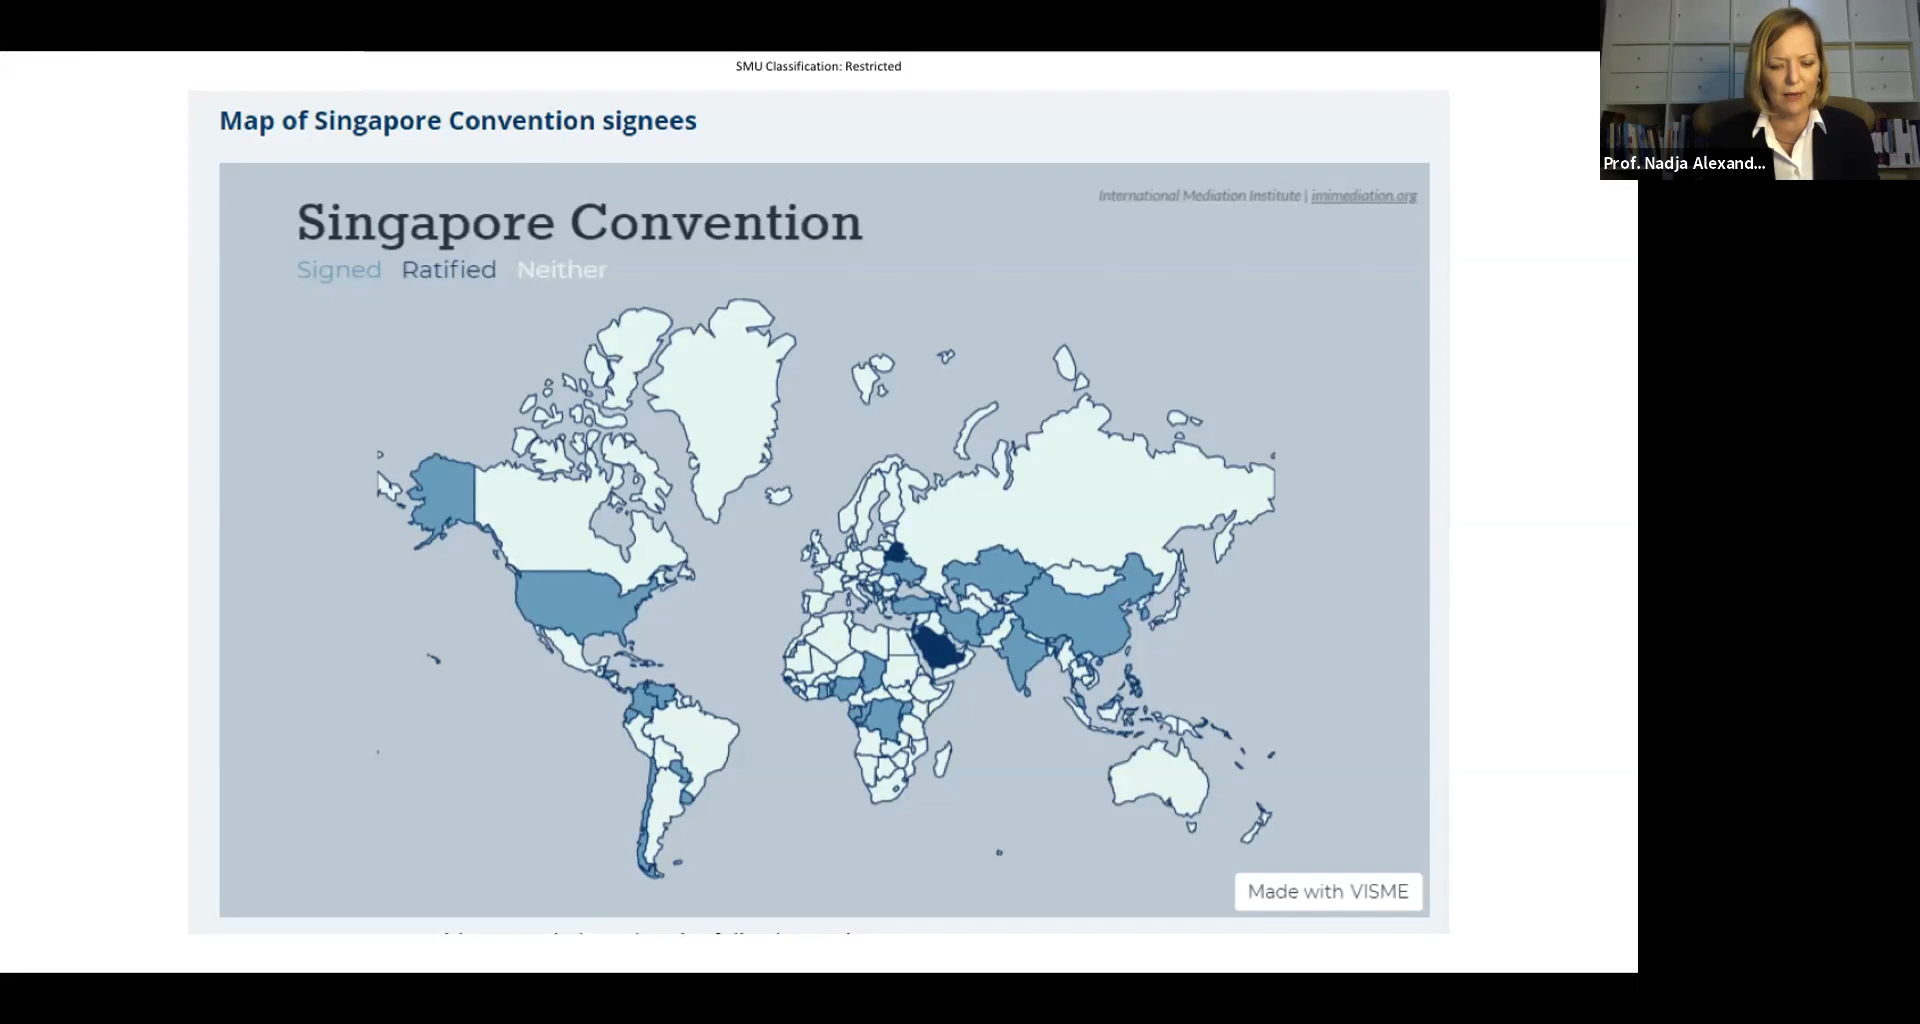 SMU Classification: Restricted
Map of Singapore Convention signees
International Mediation Institute | imimediation.org
Singapore Convention
Signed Ratified Neither
Made with VISME
Prof. Nadja Alexand...